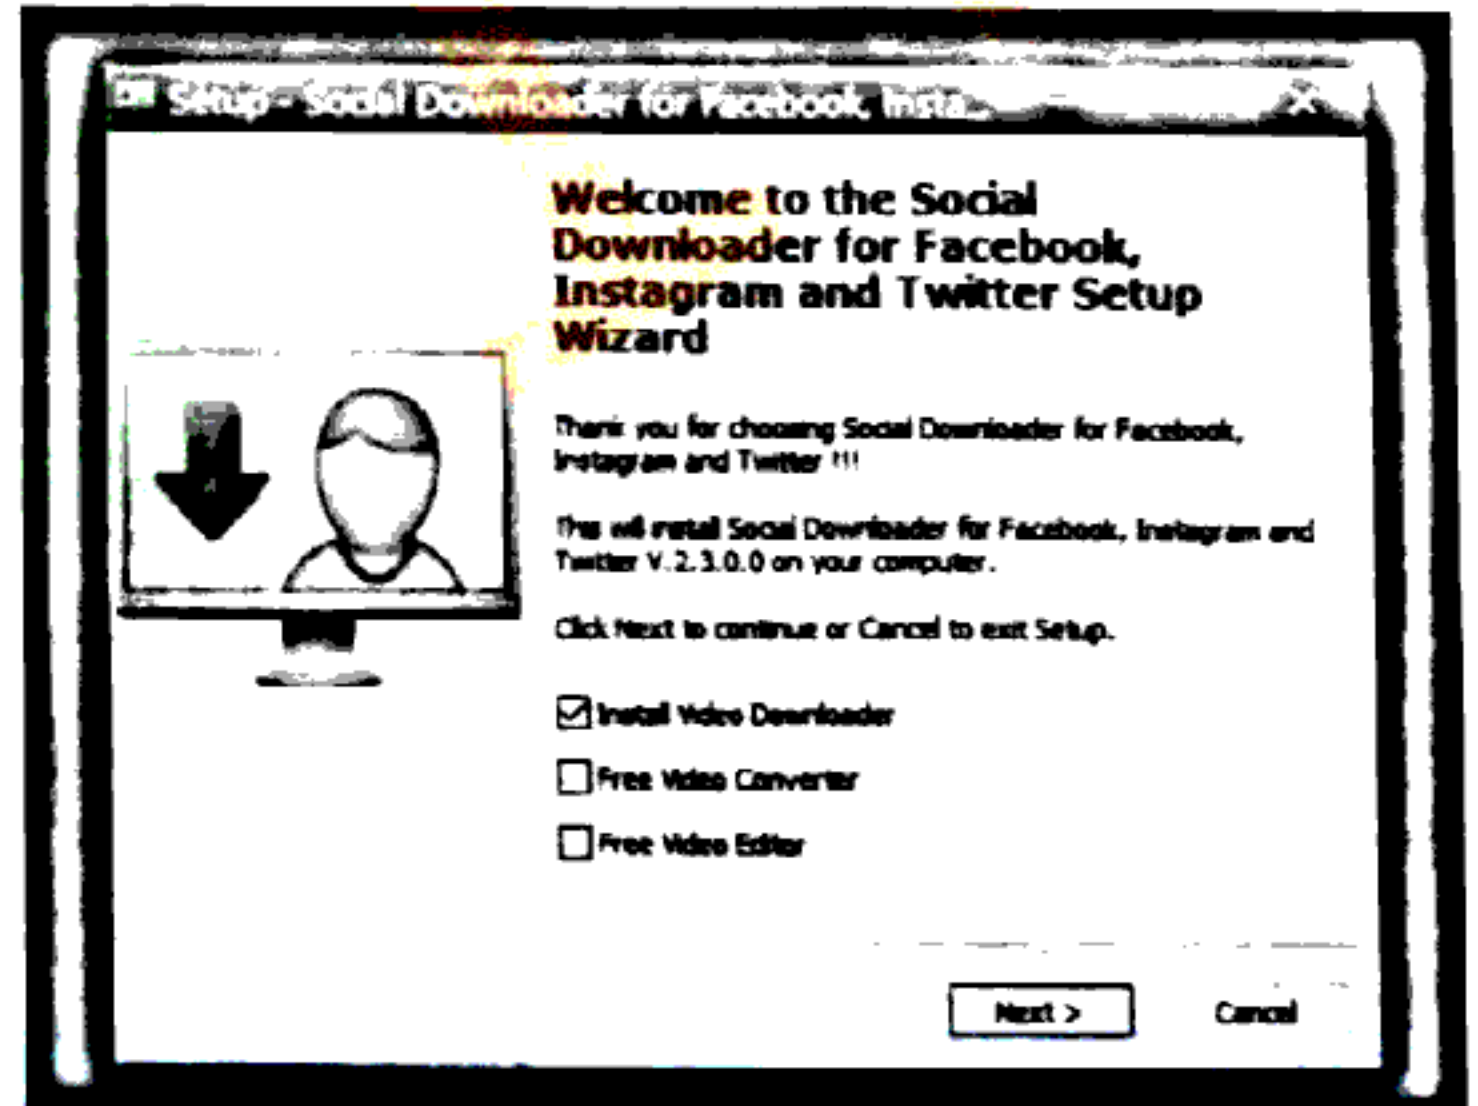 Setup - Social Downloader for Facebook, Insta...
Welcome to the Social
Downloader for Facebook,
Instagram and Twitter Setup
Wizard
Thank you for choosing Social Downloader for Facebook,
Instagram and Twitter !!!
This will install Social Downloader for Facebook, Instagram and
Twitter V.2.3.0.0 on your computer.
Click Next to continue or Cancel to exit Setup.
Install Video Downloader
Free Video Converter
Free Video Editor
Next >
Cancel